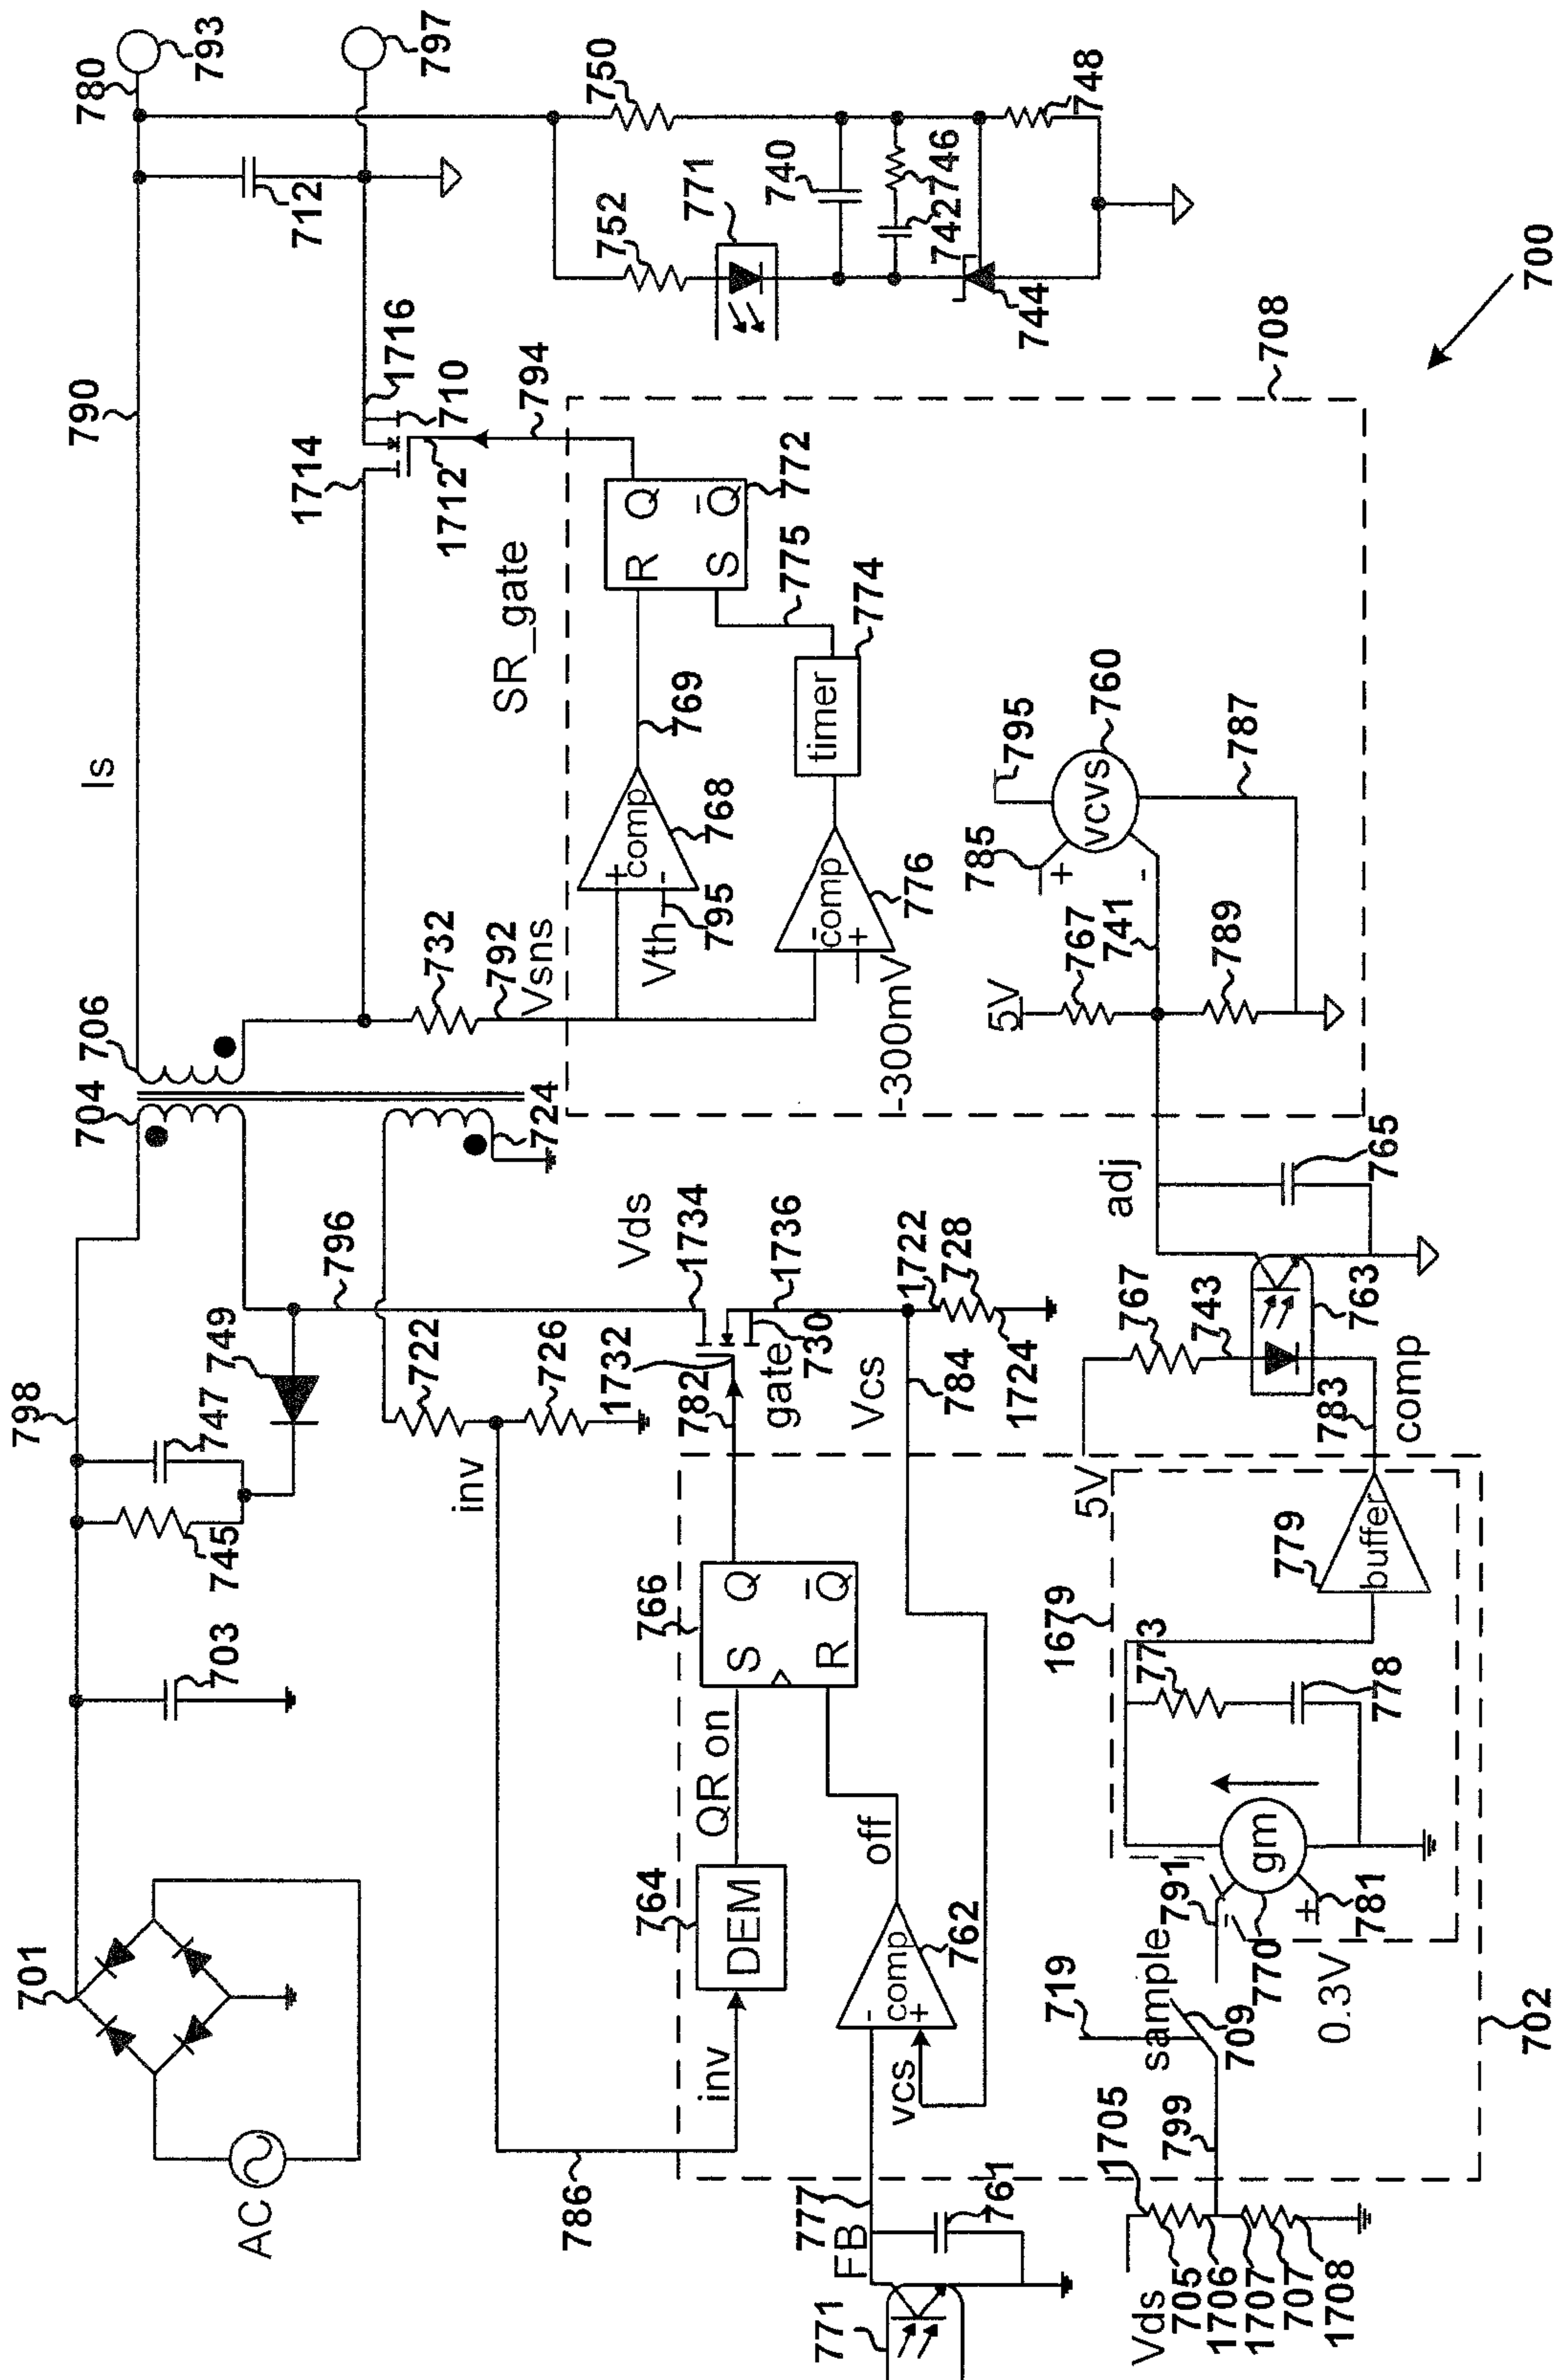 701
AC
703
798
745
747
749
796
704
706
724
Is
790
780
793
797
712
1714
1716
710
1712
794
SR_gate
732
792
Vsns
722
726
inv
786
Vds
1734
1732
782
gate
730
1736
Vcs
784
1722
728
1724
750
752
771
740
746
742
748
744
764
DEM
inv
QR on
766
S
Q
R
Q̅
off
- comp +
762
vcs
777
FB
761
771
708
+ comp -
768
769
Vth
795
-300mV
- comp +
776
timer
774
775
R
Q
S
Q̅
772
5V
767
741
789
785
+
-
vcvs
795
760
787
adj
765
763
767
743
783
comp
5V
1679
773
778
779
buffer
gm
791
-
770
+
781
0.3V
sample
709
719
799
702
1705
Vds
705
1706
1707
707
1708
700